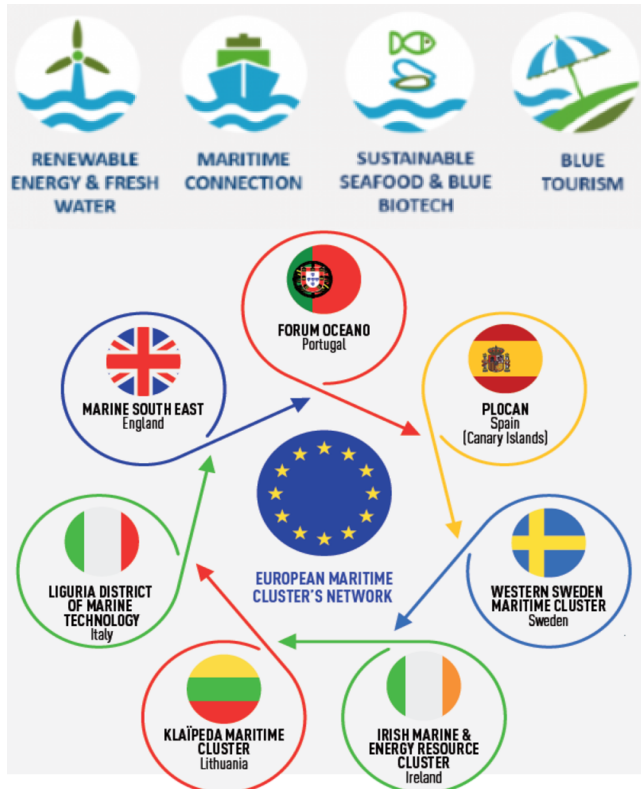 RENEWABLE
ENERGY & FRESH
WATER
MARITIME
CONNECTION
SUSTAINABLE
SEAFOOD & BLUE
BIOTECH
BLUE
TOURISM
FORUM OCEANO
Portugal
MARINE SOUTH EAST
England
PLOCAN
Spain
(Canary Islands)
LIGURIA DISTRICT
OF MARINE
TECHNOLOGY
Italy
EUROPEAN MARITIME
CLUSTER'S NETWORK
WESTERN SWEDEN
MARITIME CLUSTER
Sweden
KLAÏPEDA MARITIME
CLUSTER
Lithuania
IRISH MARINE &
ENERGY RESOURCE
CLUSTER
Ireland